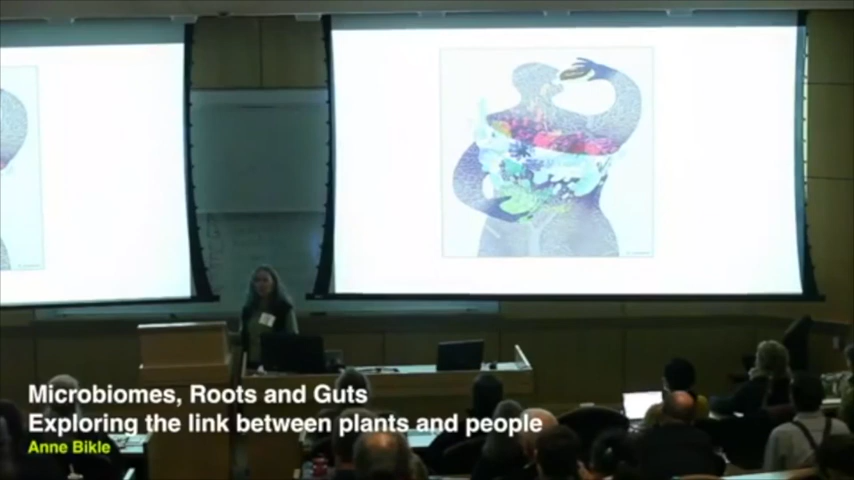 Microbiomes, Roots and Guts
Exploring the link between plants and people
Anne Bikle